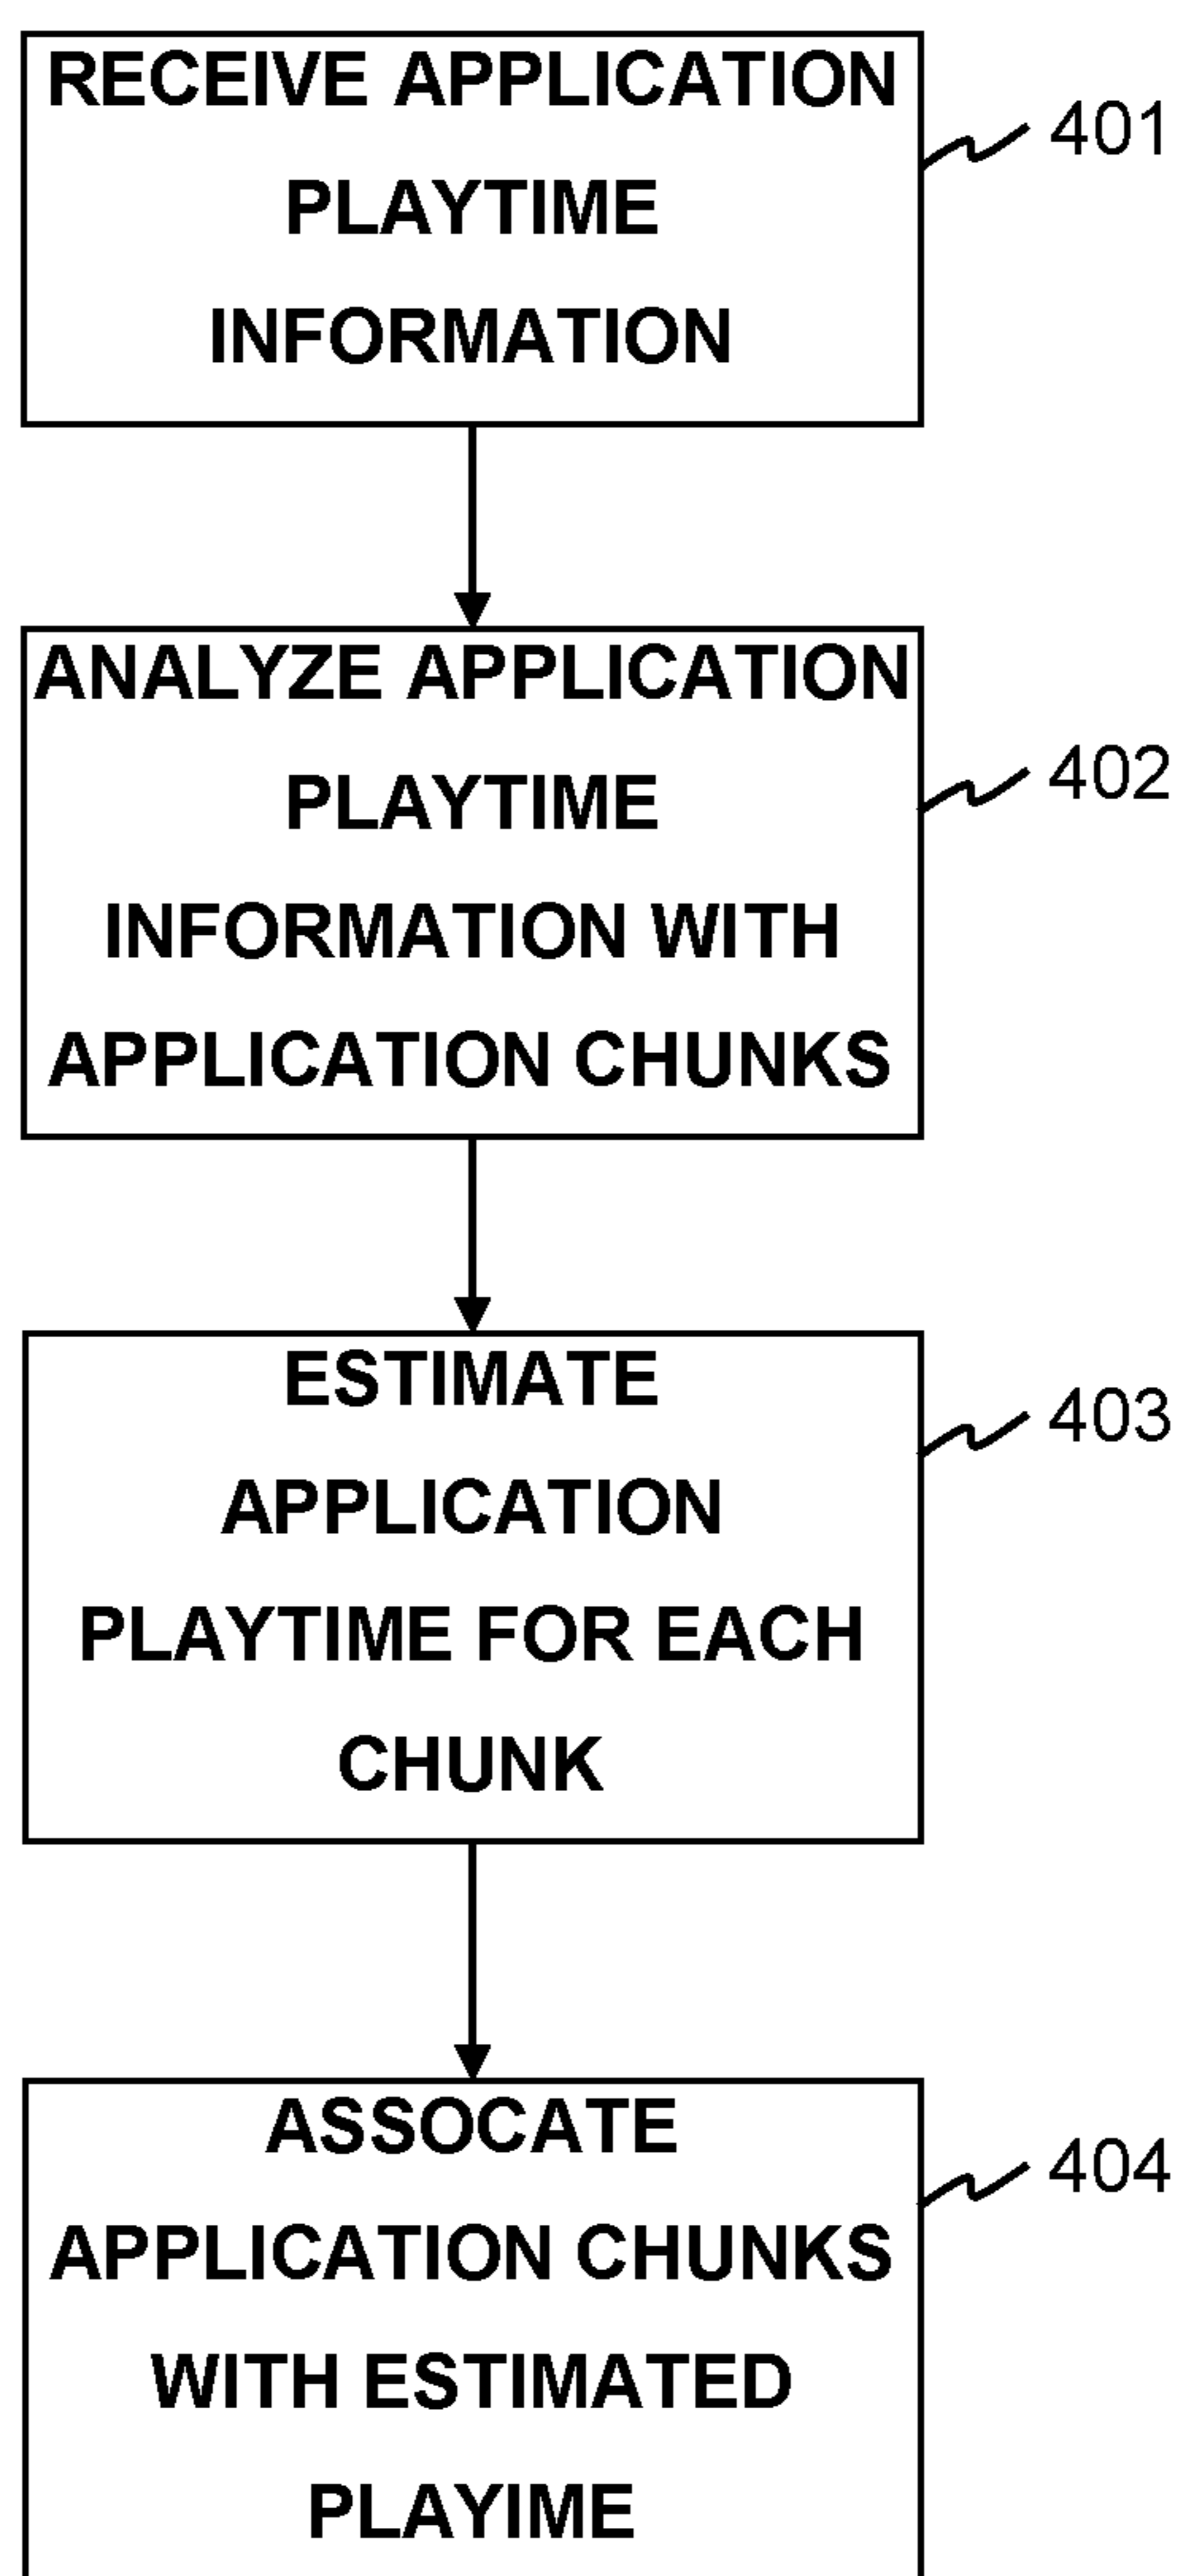 RECEIVE APPLICATION
PLAYTIME
INFORMATION
401
ANALYZE APPLICATION
PLAYTIME
INFORMATION WITH
APPLICATION CHUNKS
402
ESTIMATE
APPLICATION
PLAYTIME FOR EACH
CHUNK
403
ASSOCATE
APPLICATION CHUNKS
WITH ESTIMATED
PLAYIME
404